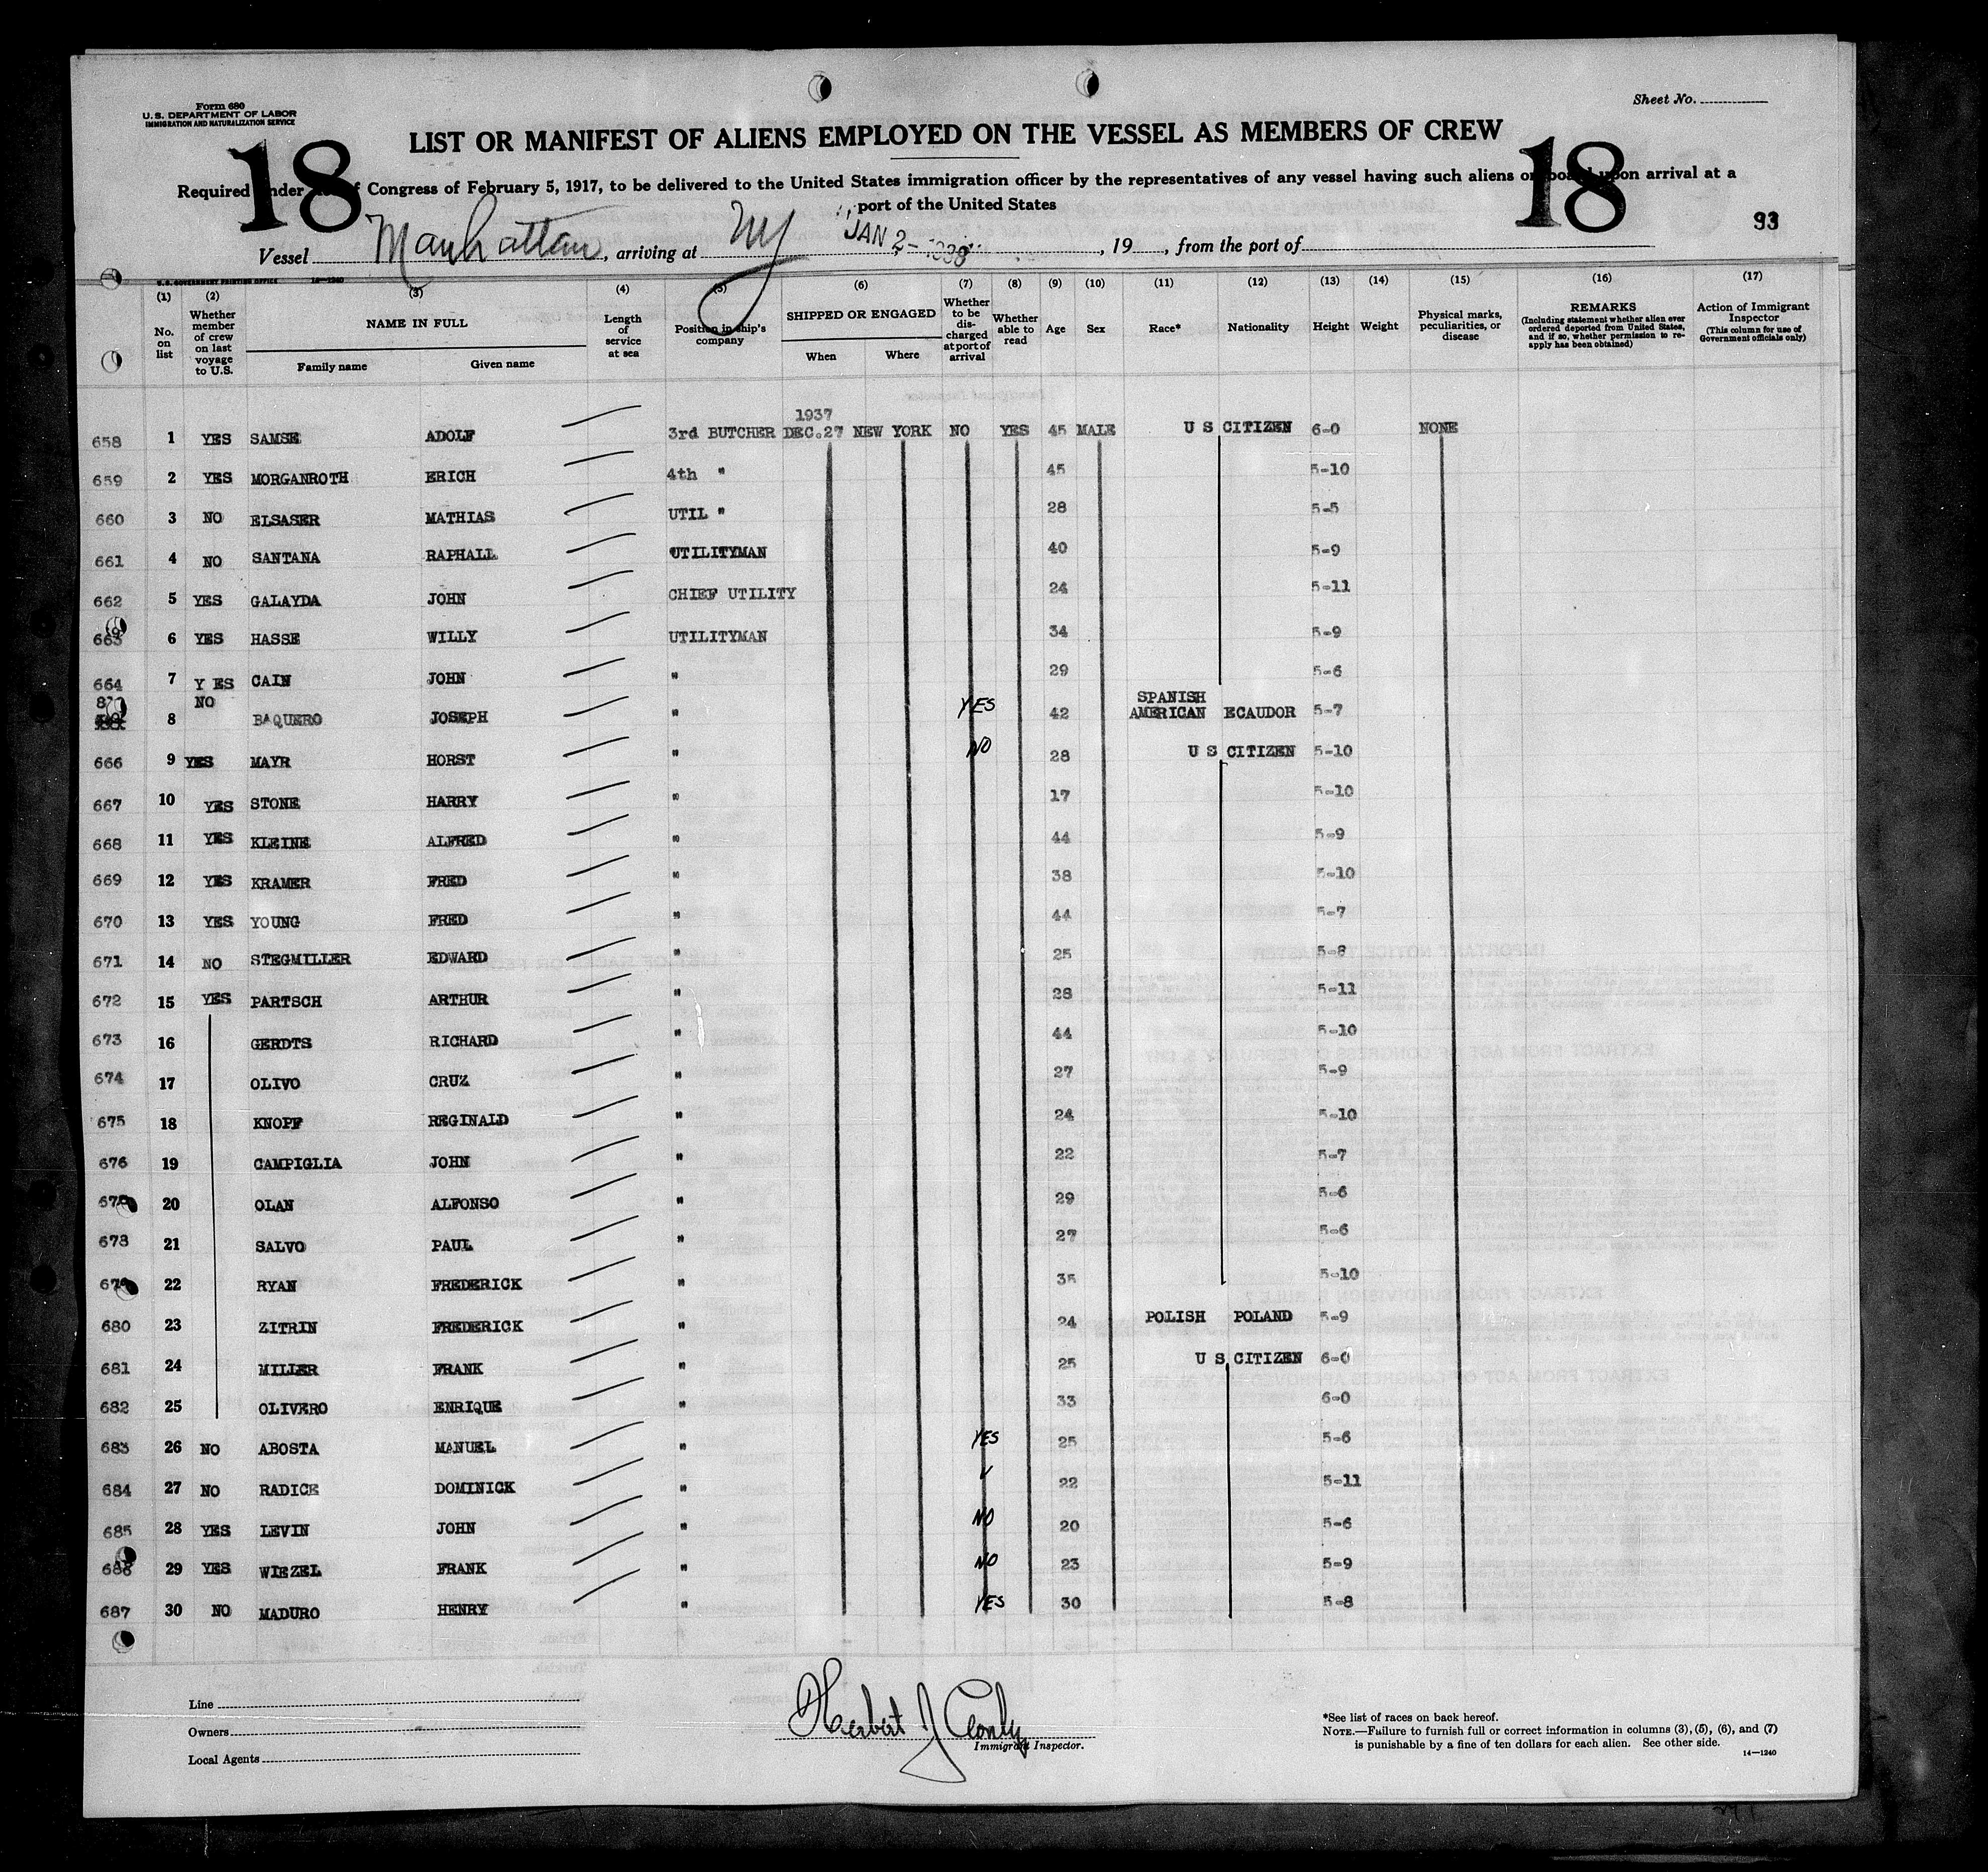 Form 680
U. S. DEPARTMENT OF LABOR
IMMIGRATION AND NATURALIZATION SERVICE
Sheet No.
LIST OR MANIFEST OF ALIENS EMPLOYED ON THE VESSEL AS MEMBERS OF CREW
18 18
Required under Act of Congress of February 5, 1917, to be delivered to the United States immigration officer by the representatives of any vessel having such aliens on board upon arrival at a
port of the United States
93
Vessel Manhattan, arriving at NY JAN 2-1938, 19, from the port of
U. S. GOVERNMENT PRINTING OFFICE 14-1240
(1) (2) (3) (4) (5) (6) (7) (8) (9) (10) (11) (12) (13) (14) (15) (16) (17)
No. on list
Whether member of crew on last voyage to U.S.
NAME IN FULL
Family name Given name
Length of service at sea
Position in ship's company
SHIPPED OR ENGAGED
When Where
Whether to be discharged at port of arrival
Whether able to read
Age
Sex
Race*
Nationality
Height
Weight
Physical marks, peculiarities, or disease
REMARKS
(Including statement whether alien ever ordered deported from United States, and if so, whether permission to re-apply has been obtained)
Action of Immigrant Inspector
(This column for use of Government officials only)
1937
658 1 YES SAMSE ADOLF 3rd BUTCHER DEC.27 NEW YORK NO YES 45 MALE U S CITIZEN 6-0 NONE
659 2 YES MORGANROTH ERICH 4th " 45 5-10
660 3 NO ELSASER MATHIAS UTIL " 28 5-5
661 4 NO SANTANA RAPHALL UTILITYMAN 40 5-9
662 5 YES GALAYDA JOHN CHIEF UTILITY 24 5-11
663 6 YES HASSE WILLY UTILITYMAN 34 5-9
664 7 Y ES CAIN JOHN " 29 5-6
8 NO BAQUERO JOSEPH " YES 42 SPANISH AMERICAN ECAUDOR 5-7
666 9 YES MAYR HORST " NO 28 U S CITIZEN 5-10
667 10 YES STONE HARRY " 17 5-10
668 11 YES KLEINE ALFRED " 44 5-9
669 12 YES KRAMER FRED " 38 5-10
670 13 YES YOUNG FRED " 44 5-7
671 14 NO STEGMILLER EDWARD " 25 5-8
672 15 YES PARTSCH ARTHUR " 28 5-11
673 16 GERDTS RICHARD " 44 5-10
674 17 OLIVO CRUZ " 27 5-9
675 18 KNOPF REGINALD " 24 5-10
676 19 CAMPIGLIA JOHN " 22 5-7
20 OLAN ALFONSO " 29 5-6
678 21 SALVO PAUL " 27 5-6
22 RYAN FREDERICK " 35 5-10
680 23 ZITRIN FREDERICK " 24 POLISH POLAND 5-9
681 24 MILLER FRANK " 25 U S CITIZEN 6-0
682 25 OLIVERO ENRIQUE " 33 6-0
683 26 NO ABOSTA MANUEL " YES 25 5-6
684 27 NO RADICE DOMINICK " 22 5-11
685 28 YES LEVIN JOHN " NO 20 5-6
29 YES WIEZEL FRANK " NO 23 5-9
687 30 NO MADURO HENRY " YES 30 5-8
Line
Owners
Local Agents
Herbert J Conly
Immigrant Inspector.
*See list of races on back hereof.
NOTE.—Failure to furnish full or correct information in columns (3), (5), (6), and (7)
is punishable by a fine of ten dollars for each alien. See other side.
14—1240